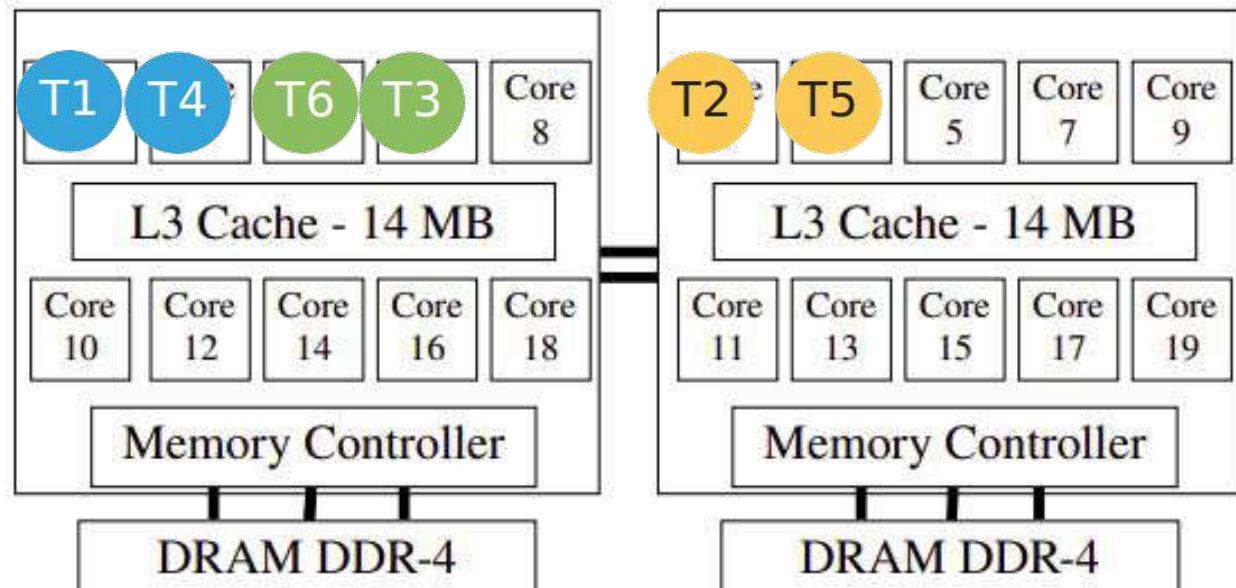 T1 T4 T6 T3 Core 8
L3 Cache - 14 MB
Core 10 Core 12 Core 14 Core 16 Core 18
Memory Controller
DRAM DDR-4
T2 T5 Core 5 Core 7 Core 9
L3 Cache - 14 MB
Core 11 Core 13 Core 15 Core 17 Core 19
Memory Controller
DRAM DDR-4